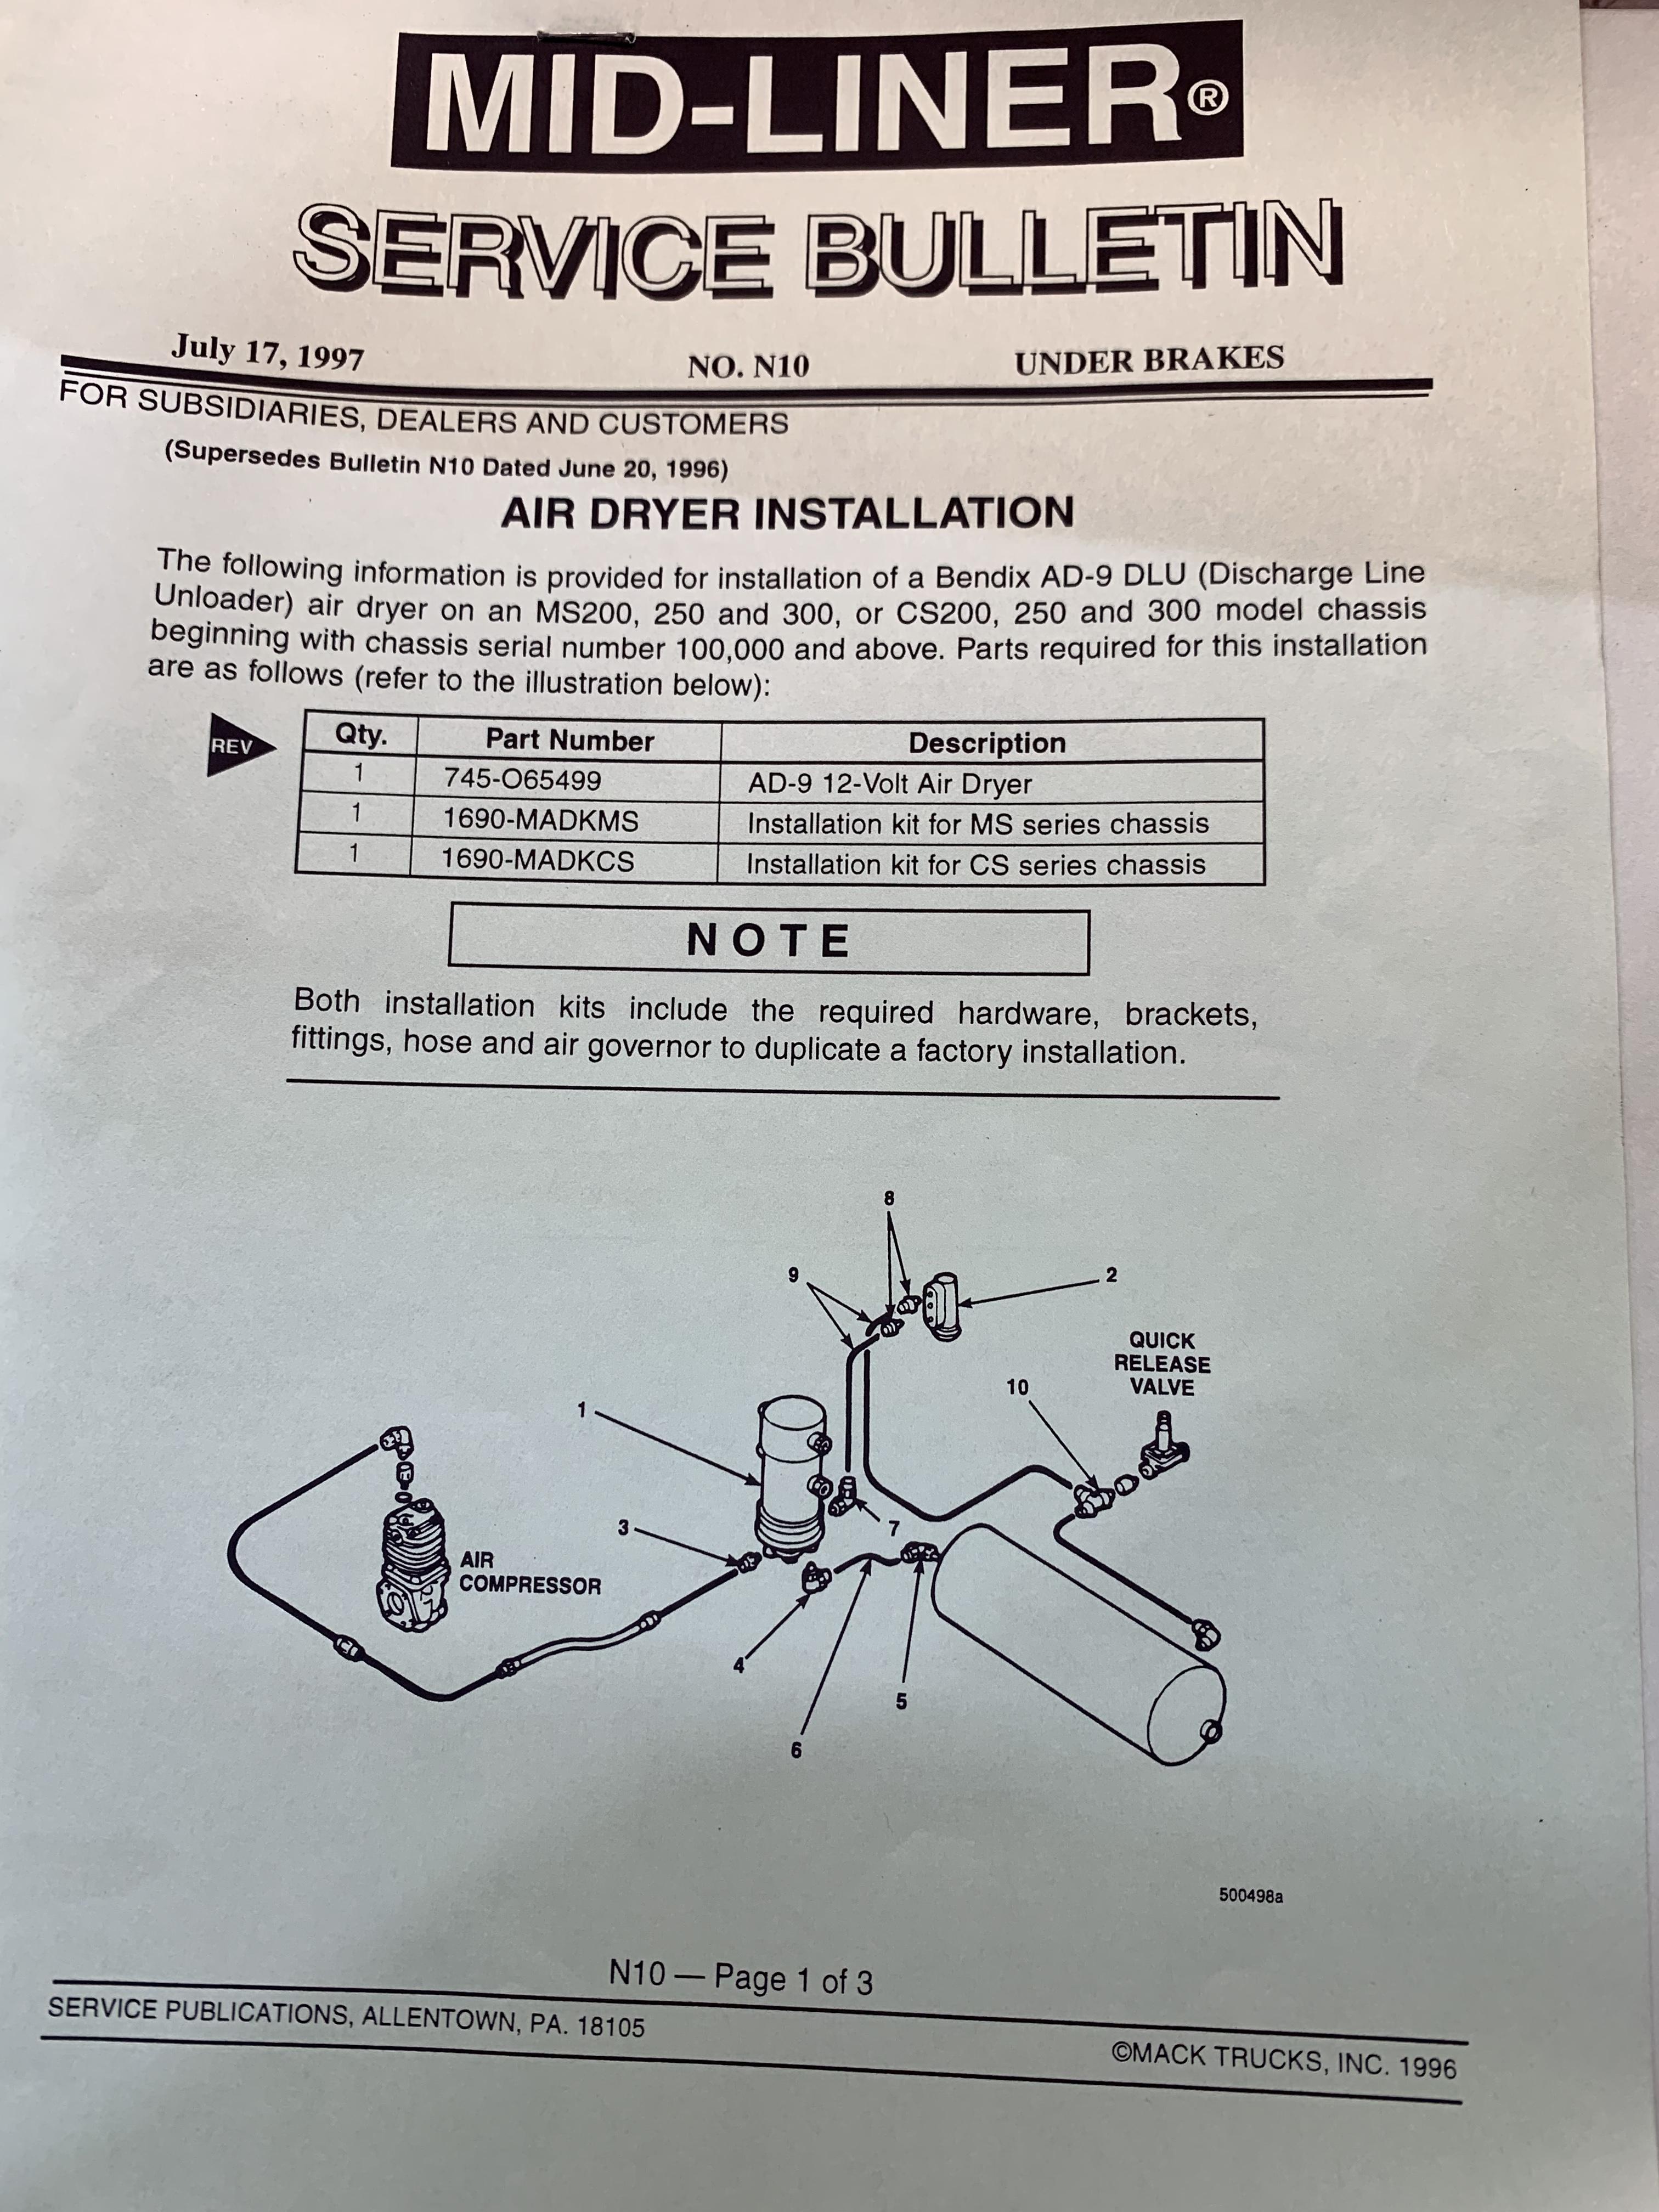 MID-LINER®
SERVICE BULLETIN
July 17, 1997 NO. N10 UNDER BRAKES
FOR SUBSIDIARIES, DEALERS AND CUSTOMERS
(Supersedes Bulletin N10 Dated June 20, 1996)
AIR DRYER INSTALLATION
The following information is provided for installation of a Bendix AD-9 DLU (Discharge Line
Unloader) air dryer on an MS200, 250 and 300, or CS200, 250 and 300 model chassis
beginning with chassis serial number 100,000 and above. Parts required for this installation
are as follows (refer to the illustration below):
REV
Qty. Part Number Description
1 745-O65499 AD-9 12-Volt Air Dryer
1 1690-MADKMS Installation kit for MS series chassis
1 1690-MADKCS Installation kit for CS series chassis
NOTE
Both installation kits include the required hardware, brackets,
fittings, hose and air governor to duplicate a factory installation.
8
9
2
QUICK
RELEASE
VALVE
10
1
3
7
AIR
COMPRESSOR
4
5
6
500498a
N10 — Page 1 of 3
SERVICE PUBLICATIONS, ALLENTOWN, PA. 18105
©MACK TRUCKS, INC. 1996